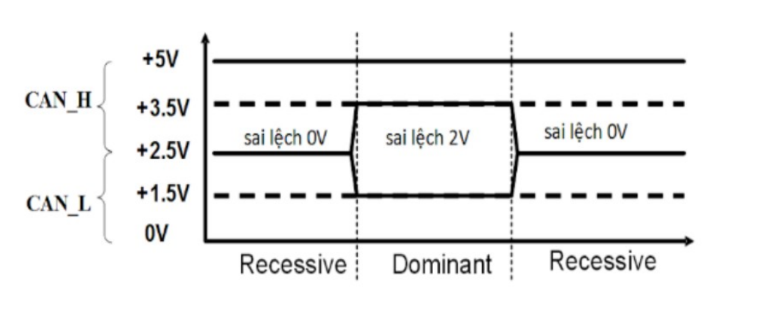 +5V
CAN_H
+3.5V
sai lệch 0V
sai lệch 2V
sai lệch 0V
+2.5V
+1.5V
CAN_L
0V
Recessive
Dominant
Recessive